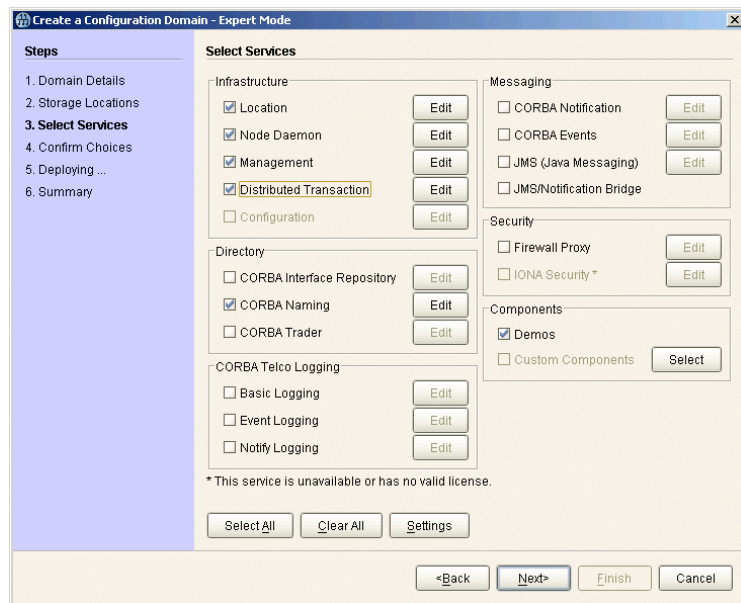 Create a Configuration Domain - Expert Mode
Steps
1. Domain Details
2. Storage Locations
3. Select Services
4. Confirm Choices
5. Deploying ...
6. Summary
Select Services
Infrastructure
Location Edit
Node Daemon Edit
Management Edit
Distributed Transaction Edit
Configuration Edit
Directory
CORBA Interface Repository Edit
CORBA Naming Edit
CORBA Trader Edit
CORBA Telco Logging
Basic Logging Edit
Event Logging Edit
Notify Logging Edit
Messaging
CORBA Notification Edit
CORBA Events Edit
JMS (Java Messaging) Edit
JMS/Notification Bridge
Security
Firewall Proxy Edit
IONA Security * Edit
Components
Demos
Custom Components Select
* This service is unavailable or has no valid license.
Select All Clear All Settings
<Back Next> Finish Cancel